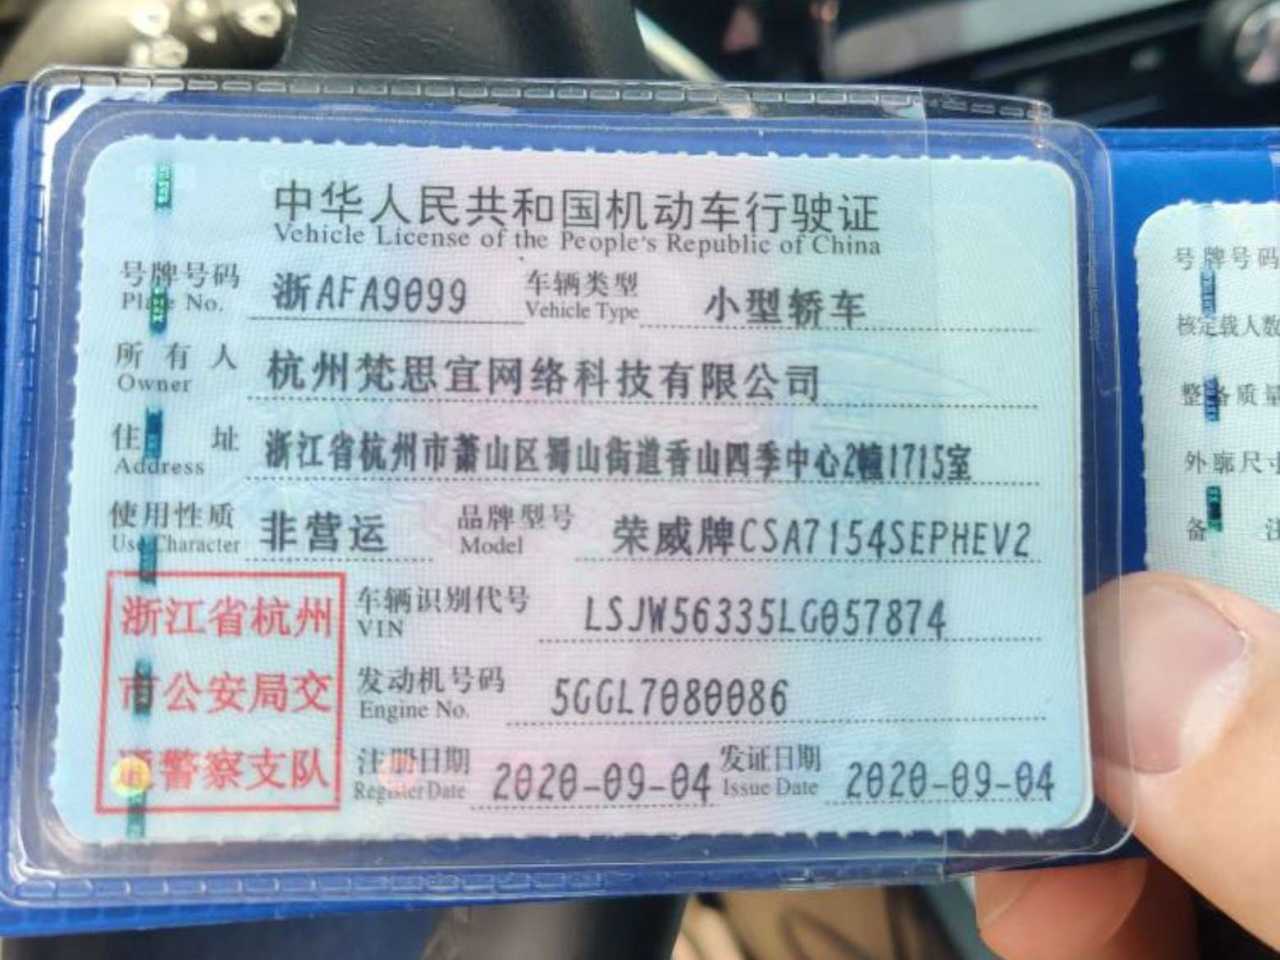 中华人民共和国机动车行驶证
Vehicle License of the People's Republic of China
号牌号码 浙AFA9099 车辆类型 小型轿车
Plate No. Vehicle Type
所有人 杭州梵思宜网络科技有限公司
Owner
住址 浙江省杭州市萧山区蜀山街道香山四季中心2幢1715室
Address
使用性质 非营运 品牌型号 荣威牌CSA7154SEPHEV2
Use Character Model
浙江省杭州
市公安局交
通警察支队
车辆识别代号 LSJW56335LG057874
VIN
发动机号码 5GGL7080086
Engine No.
注册日期 2020-09-04 发证日期 2020-09-04
Register Date Issue Date
号牌号码
核定载人数
整备质量
外廓尺寸
备注